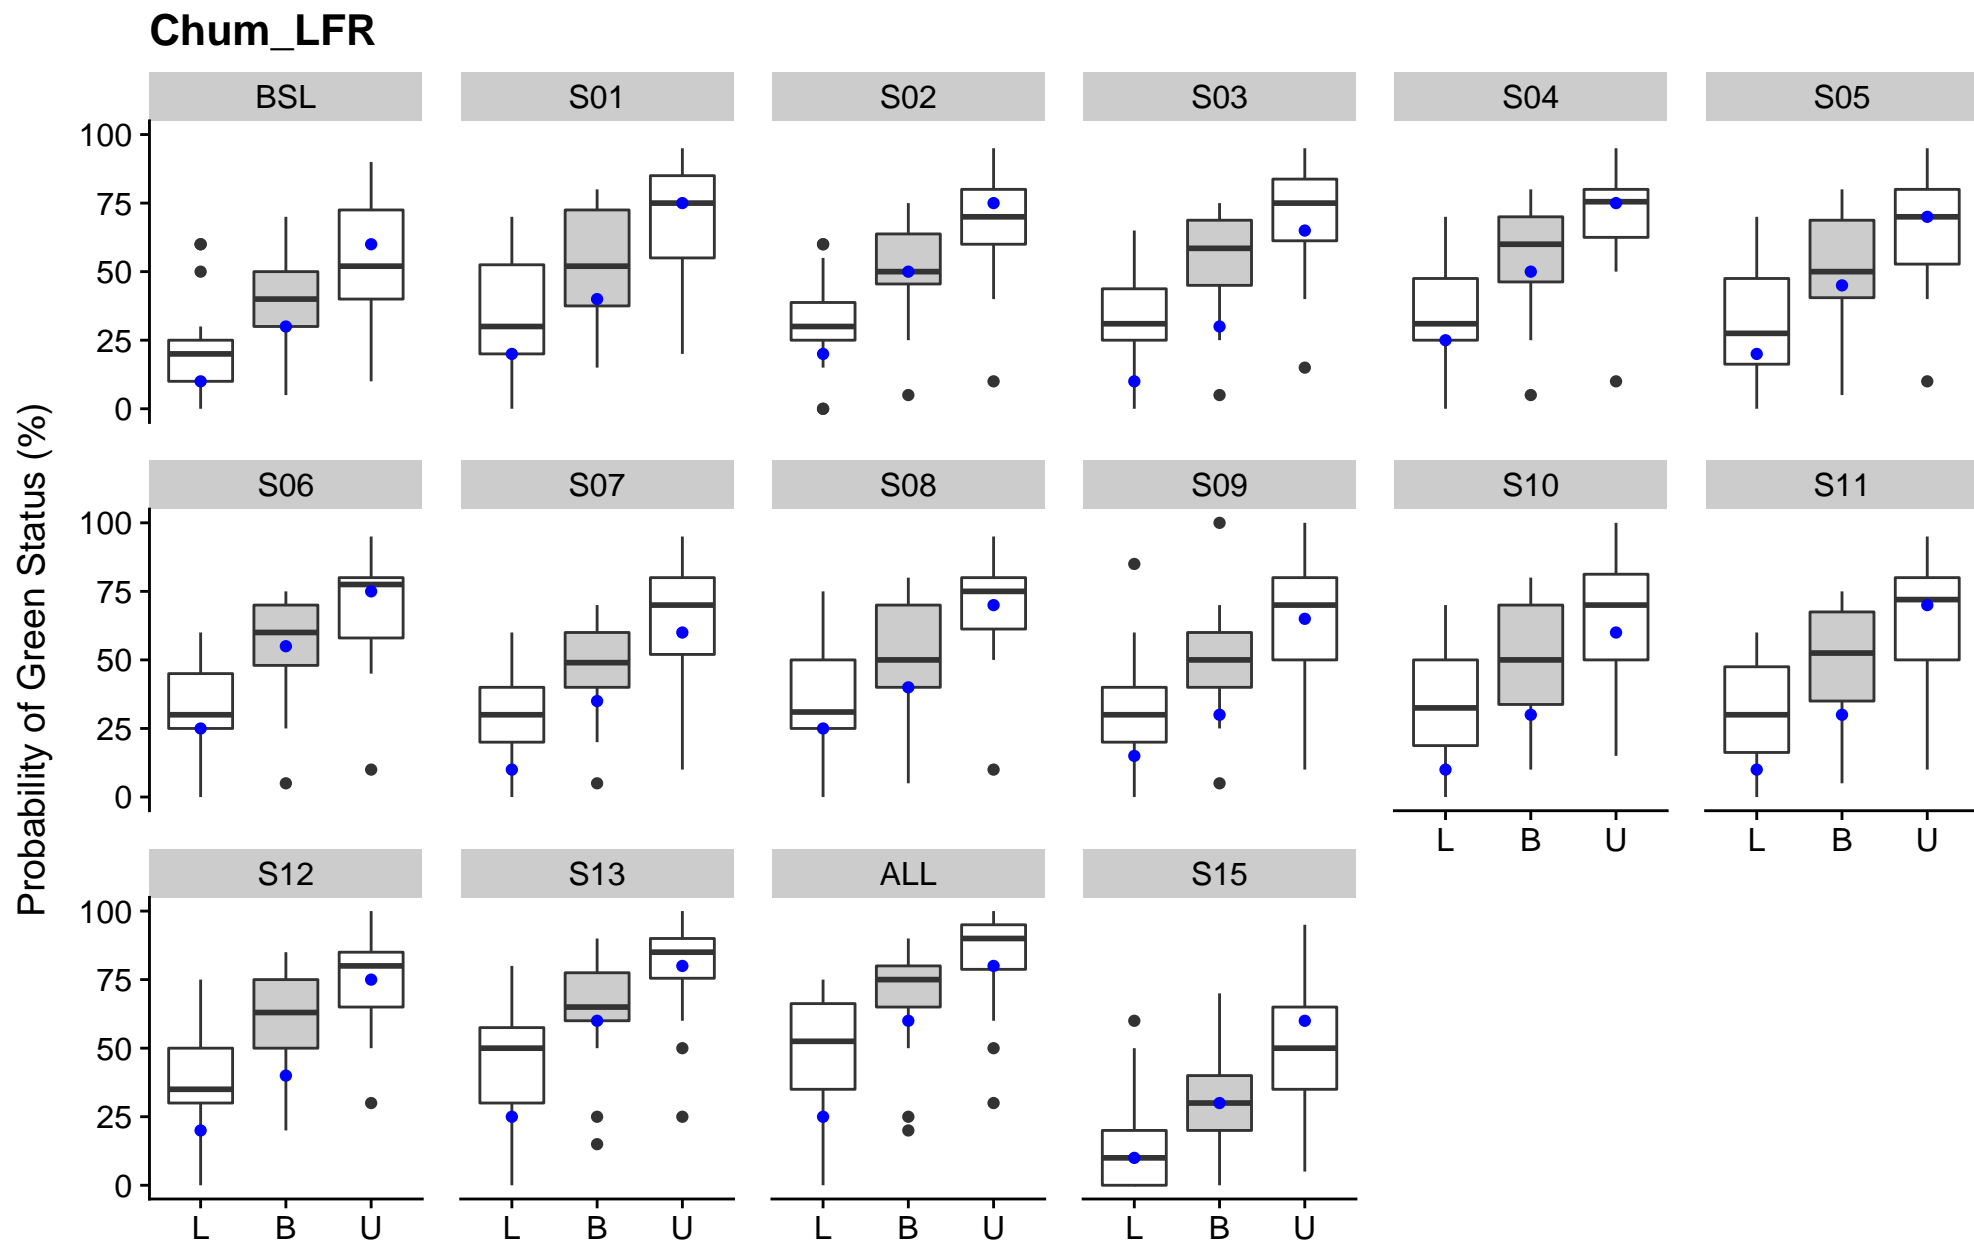 Chum_LFR
BSL S01 S02 S03 S04 S05
100
75
50
25
0
S06 S07 S08 S09 S10 S11
100
75
50
25
0
L B U L B U
S12 S13 ALL S15
100
75
50
25
0
L B U L B U L B U L B U
Probability of Green Status (%)